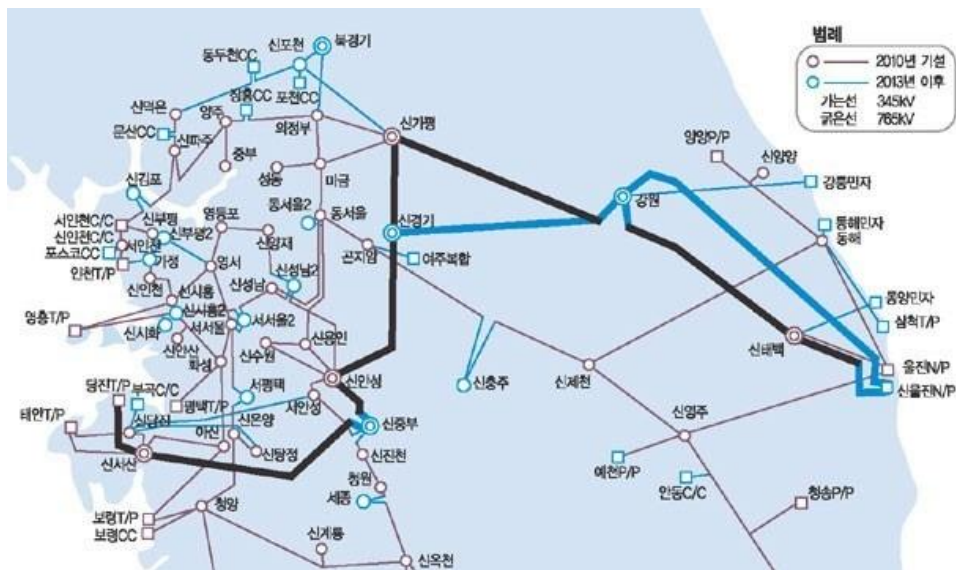 범례
2010년 기설
2013년 이후
가는선 345kV
굵은선 765kV
북경기
신포천
동두천CC
포천CC
신덕은
양주
의정부
신가평
문산CC
신파주
중부
성동
미금
신김포
서인천C/C
신인천C/C
포스코CC
인천T/P
신부평
신부평2
서인천
가정
신인천
영등포
영서
신양재
동서울2
동서울
신경기
곤지암
여주복합
강원
양양P/P
신양양
강릉민자
동해민자
동해
동양민자
삼척T/P
울진N/P
신울진N/P
신태백
영흥T/P
신시흥
신시흥2
신시화
신안산
서서울
서서울2
신성남
신성남2
화성
신수원
신용인
신안성
서안성
신중부
신충주
신제천
당진T/P
부곡C/C
신당진
태안T/P
신서산
평택T/P
서평택
아산
신온양
신탕정
신진천
청원
세종
신영주
예천P/P
안동C/C
청송P/P
보령T/P
보령CC
청양
신계룡
신옥천